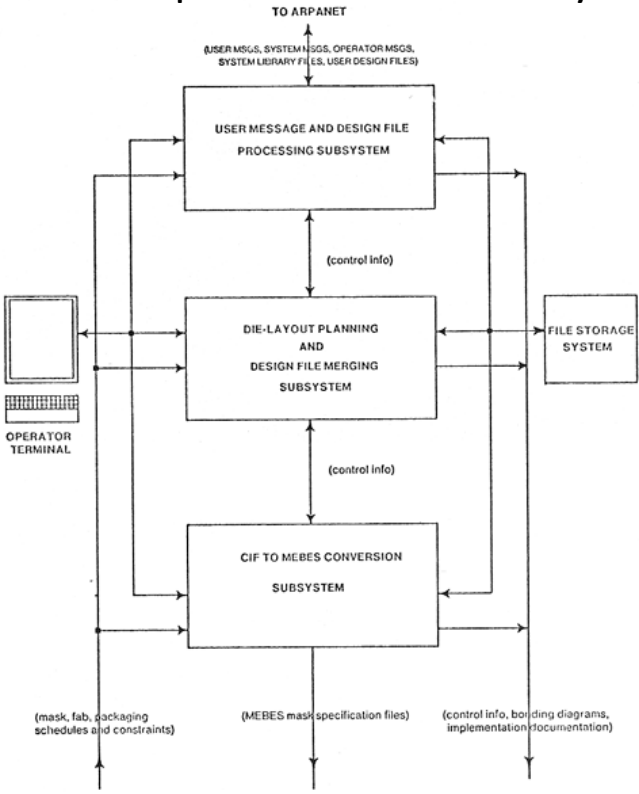 TO ARPANET
(USER MSGS, SYSTEM MSGS, OPERATOR MSGS,
SYSTEM LIBRARY FILES, USER DESIGN FILES)
USER MESSAGE AND DESIGN FILE
PROCESSING SUBSYSTEM
(control info)
DIE-LAYOUT PLANNING
AND
DESIGN FILE MERGING
SUBSYSTEM
FILE STORAGE
SYSTEM
OPERATOR
TERMINAL
(control info)
CIF TO MEBES CONVERSION
SUBSYSTEM
(mask, fab, packaging
schedules and constraints)
(MEBES mask specification files)
(control info, bonding diagrams,
implementation documentation)